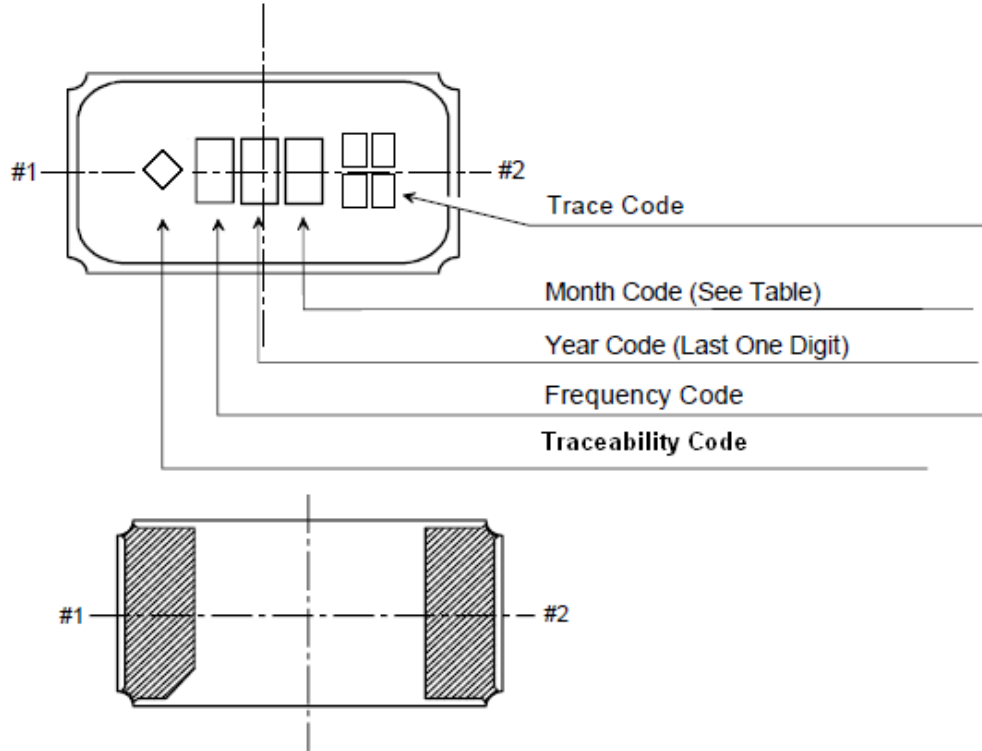 #1
#2
Trace Code
Month Code (See Table)
Year Code (Last One Digit)
Frequency Code
Traceability Code
#1
#2